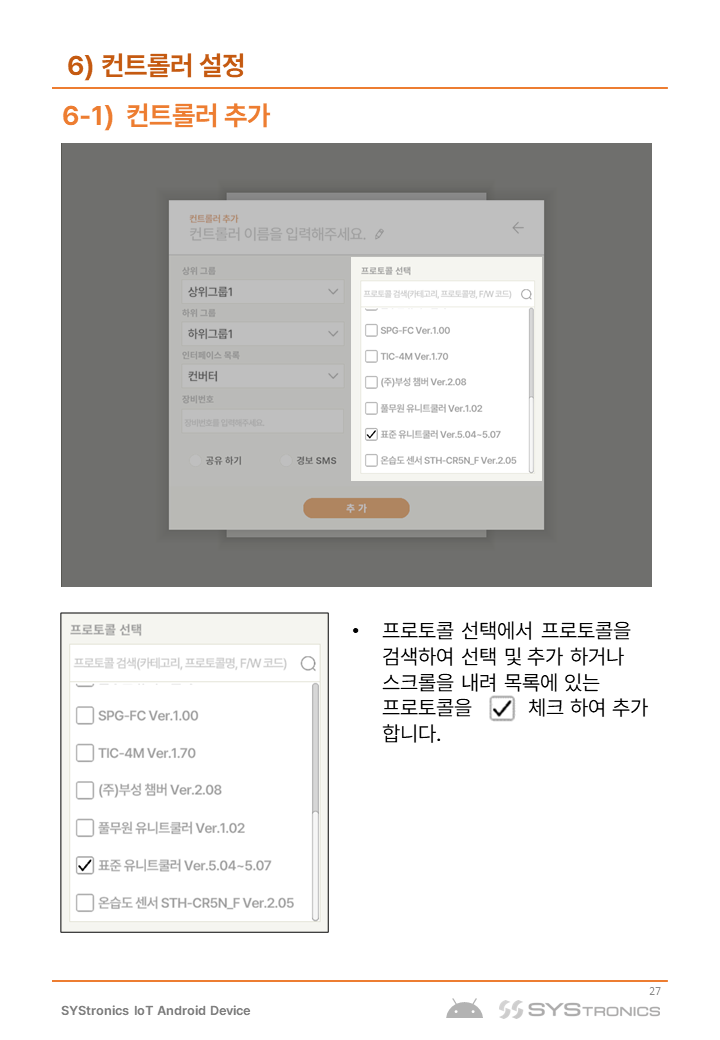 6) 컨트롤러 설정
6-1) 컨트롤러 추가
컨트롤러 추가
컨트롤러 이름을 입력해주세요.
상위 그룹
상위그룹1
하위 그룹
하위그룹1
인터페이스 목록
컨버터
장비번호
장비번호를 입력해주세요
공유 하기
경보 SMS
프로토콜 선택
프로토콜 검색(카테고리, 프로토콜명, F/W 코드)
SPG-FC Ver.1.00
TIC-4M Ver.1.70
(주)부성 챔버 Ver.2.08
풀무원 유니트쿨러 Ver.1.02
표준 유니트쿨러 Ver.5.04~5.07
온습도 센서 STH-CR5N_F Ver.2.05
추 가
프로토콜 선택
프로토콜 검색(카테고리, 프로토콜명, F/W 코드)
SPG-FC Ver.1.00
TIC-4M Ver.1.70
(주)부성 챔버 Ver.2.08
풀무원 유니트쿨러 Ver.1.02
표준 유니트쿨러 Ver.5.04~5.07
온습도 센서 STH-CR5N_F Ver.2.05
• 프로토콜 선택에서 프로토콜을
검색하여 선택 및 추가 하거나
스크롤을 내려 목록에 있는
프로토콜을 체크 하여 추가
합니다.
27
SYStronics IoT Android Device
SYSTRONICS